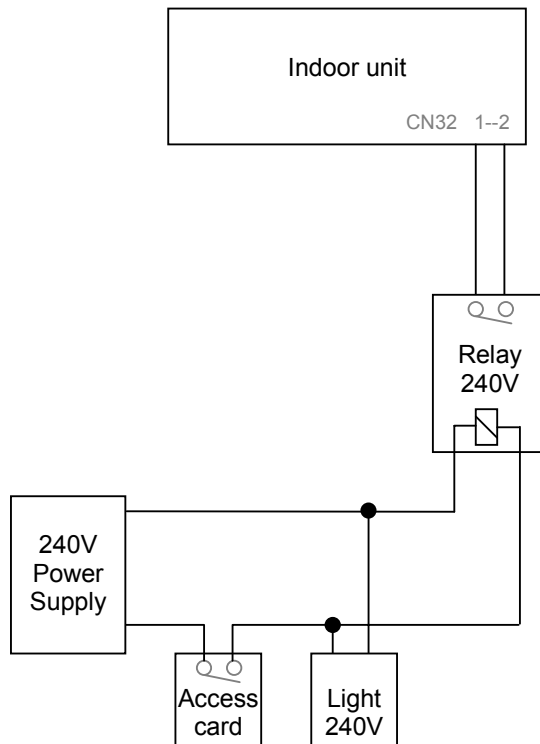 Indoor unit
CN32 1--2
Relay
240V
240V
Power
Supply
Access
card
Light
240V